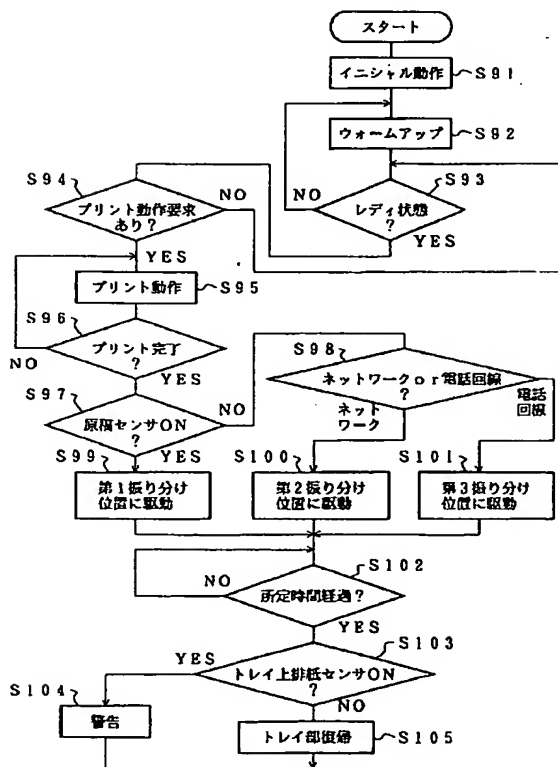 スタート
イニシャル動作
S91
ウォームアップ
S92
S93
レディ状態
?
NO
YES
S94
プリント動作要求
あり?
NO
YES
プリント動作
S95
S96
プリント完了
?
NO
YES
S97
原稿センサON
?
NO
YES
S98
ネットワークor電話回線
?
ネット
ワーク
電話
回線
S99
第1振り分け
位置に駆動
S100
第2振り分け
位置に駆動
S101
第3振り分け
位置に駆動
S102
所定時間経過?
NO
YES
S103
トレイ上排紙センサON
?
YES
NO
S104
警告
トレイ部復帰
S105